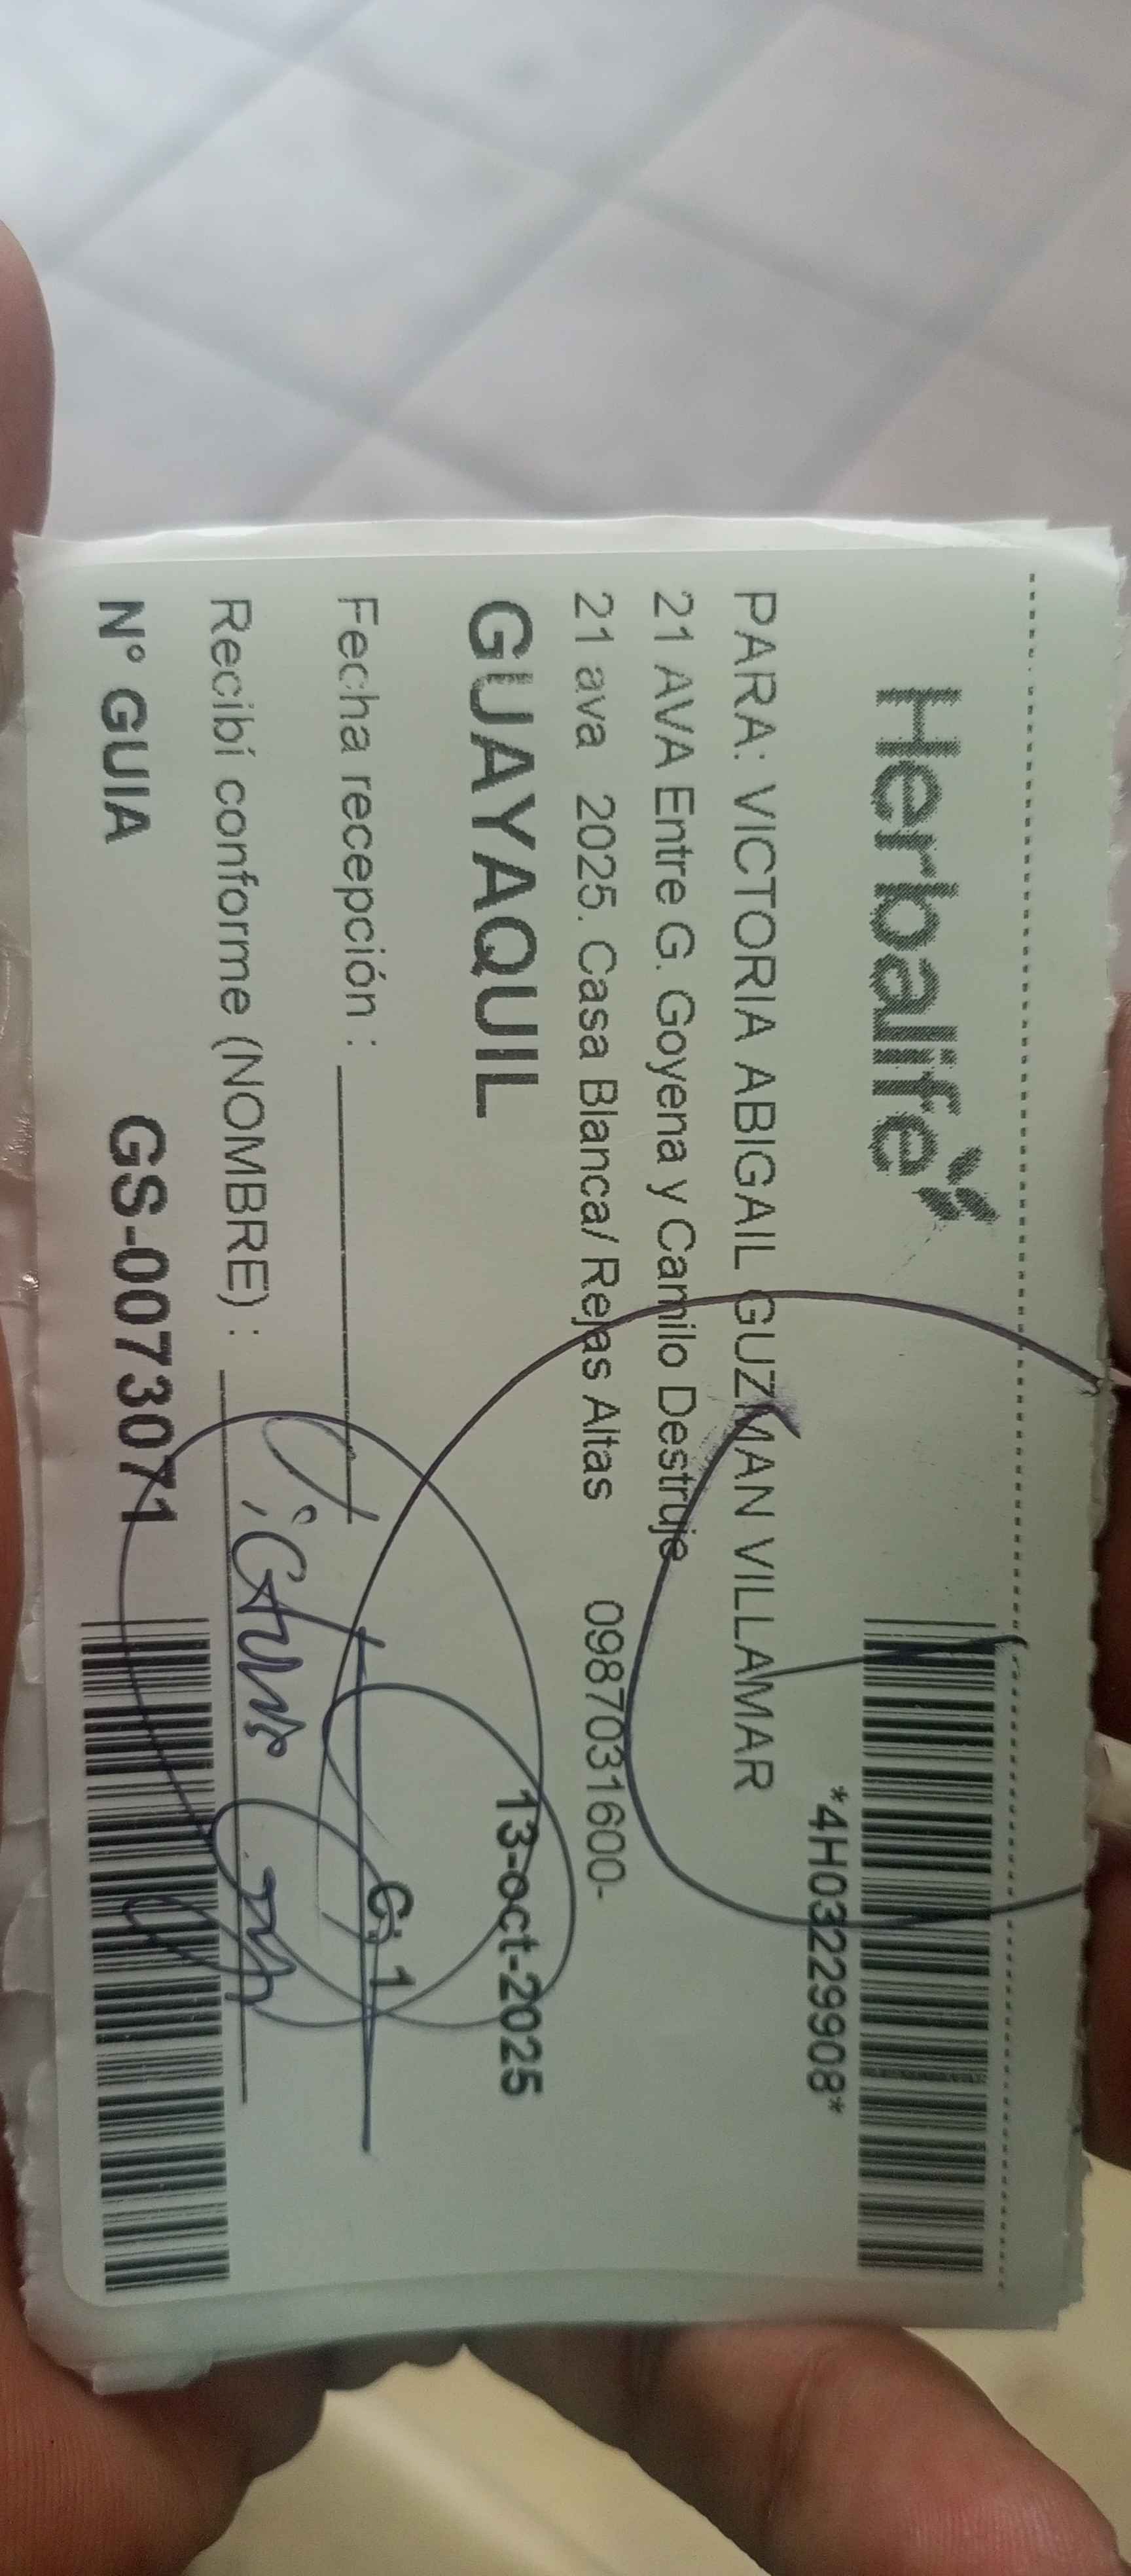 Herbalife
*4H03229908*
PARA: VICTORIA ABIGAIL GUZMAN VILLAMAR
21 AVA Entre G. Goyena y Camilo Destruje
21 ava 2025. Casa Blanca/ Rejas Altas 0987031600-
GUAYAQUIL 13-oct-2025
Fecha recepción : G; 1
Recibí conforme (NOMBRE) :
N° GUIA GS-0073071